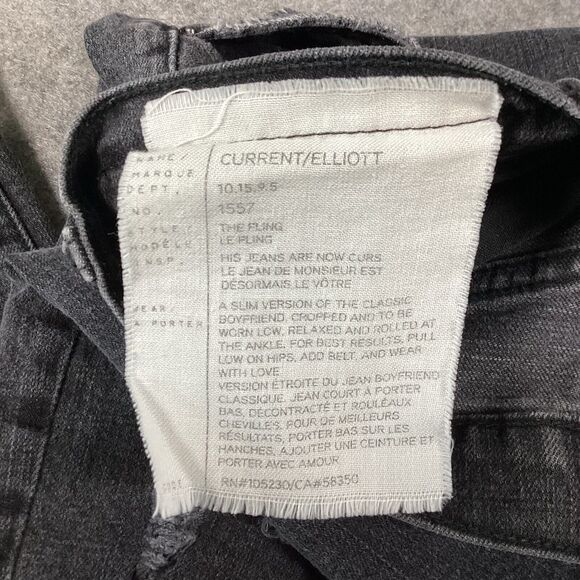 NAME/
MARQUE
CURRENT/ELLIOTT
DEPT.
10.15.9.5
NO.
1557
STYLE/
MODÈLE
THE FLING
LE FLING
INSP.
HIS JEANS ARE NOW OURS
LE JEAN DE MONSIEUR EST
DÉSORMAIS LE VÔTRE
WEAR
A PORTER
A SLIM VERSION OF THE CLASSIC
BOYFRIEND, CROPPED AND TO BE
WORN LOW, RELAXED AND ROLLED AT
THE ANKLE. FOR BEST RESULTS, PULL
LOW ON HIPS, ADD BELT, AND WEAR
WITH LOVE
VERSION ÉTROITE DU JEAN BOYFRIEND
CLASSIQUE. JEAN COURT À PORTER
BAS, DÉCONTRACTÉ ET ROULÉAUX
CHEVILLES. POUR DE MEILLEURS
RÉSULTATS, PORTER BAS SUR LES
HANCHES, AJOUTER UNE CEINTURE ET
PORTER AVEC AMOUR
RN#105230/CA#58350